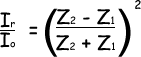 Ir/Io = ((Z2 - Z1)/(Z2 + Z1))^2